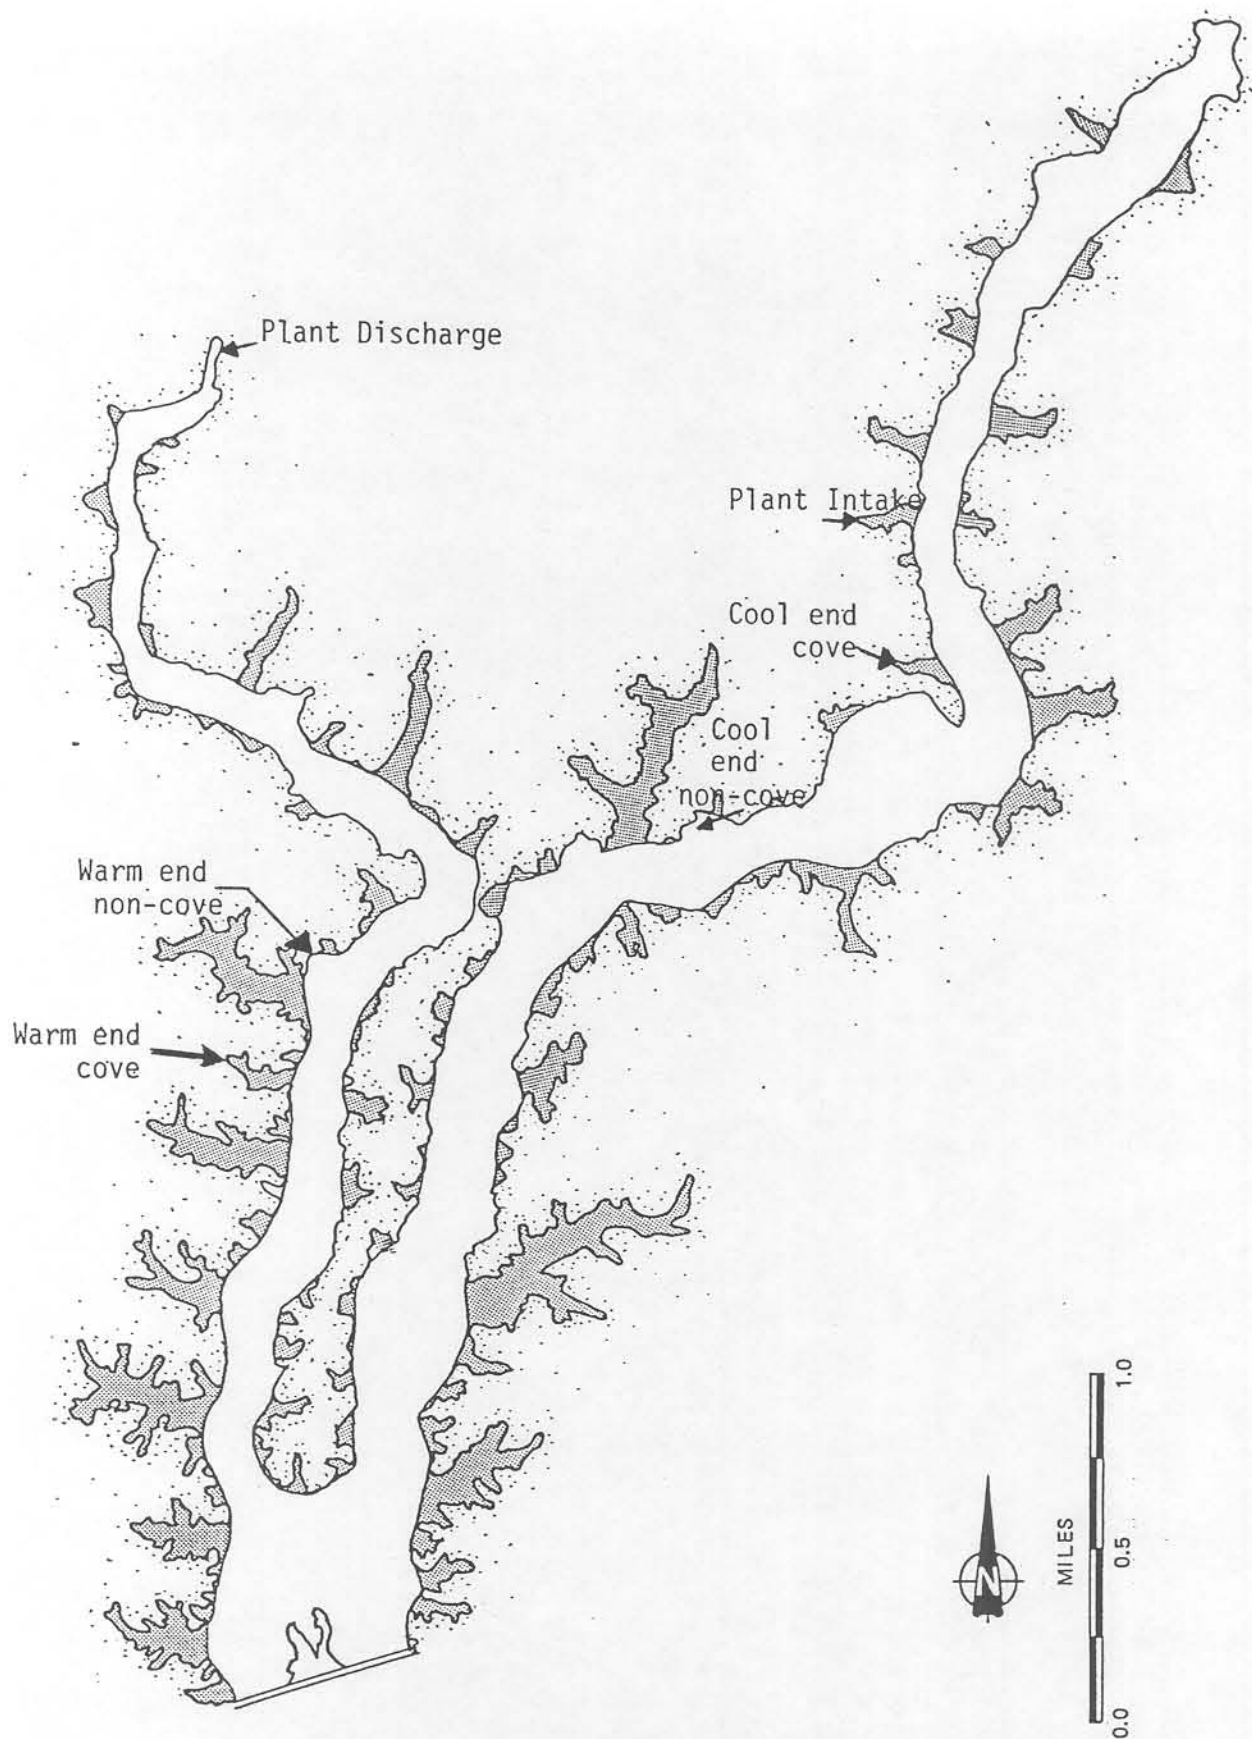 Plant Discharge
Plant Intake
Cool end
cove
Cool
end
non-cove
Warm end
non-cove
Warm end
cove
N
MILES
0.0
0.5
1.0